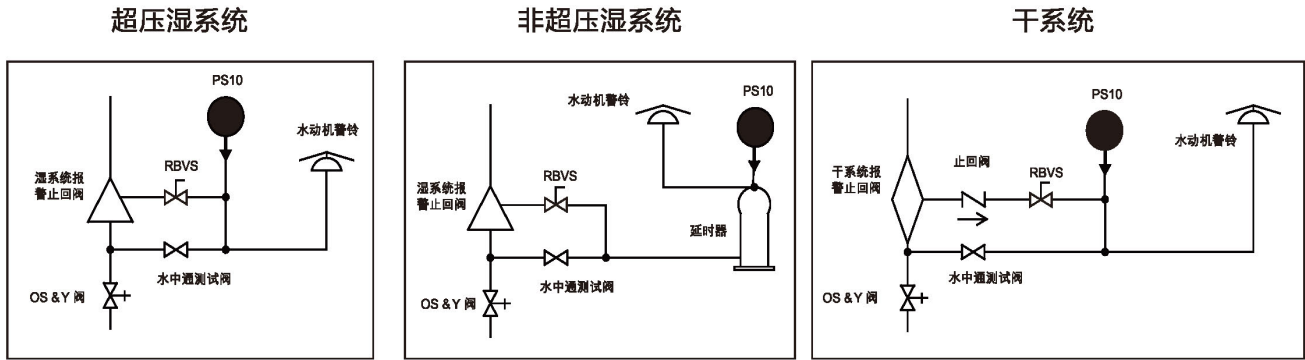 超压湿系统
PS10
水动机警铃
RBVS
湿系统报
警止回阀
水中通测试阀
OS &Y 阀
非超压湿系统
PS10
水动机警铃
RBVS
湿系统报
警止回阀
延时器
水中通测试阀
OS &Y 阀
干系统
PS10
水动机警铃
止回阀
RBVS
干系统报
警止回阀
水中通测试阀
OS &Y 阀